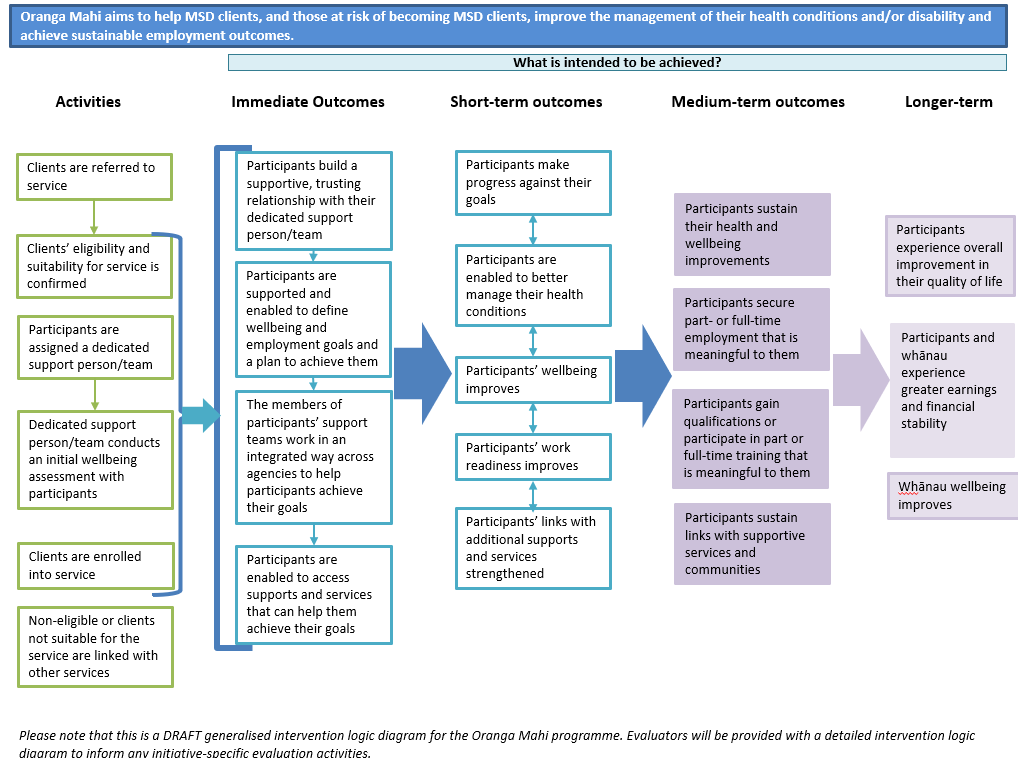 Oranga Mahi aims to help MSD clients, and those at risk of becoming MSD clients, improve the management of their health conditions and/or disability and
achieve sustainable employment outcomes.
What is intended to be achieved?
Activities
Immediate Outcomes
Short-term outcomes
Medium-term outcomes
Longer-term
Clients are referred to
service
Clients' eligibility and
suitability for service is
confirmed
Participants are
assigned a dedicated
support person/team
Dedicated support
person/team conducts
an initial wellbeing
assessment with
participants
Clients are enrolled
into service
Non-eligible or clients
not suitable for the
service are linked with
other services
Participants build a
supportive, trusting
relationship with their
dedicated support
person/team
Participants are
supported and
enabled to define
wellbeing and
employment goals and
a plan to achieve them
The members of
participants' support
teams work in an
integrated way across
agencies to help
participants achieve
their goals
Participants are
enabled to access
supports and services
that can help them
achieve their goals
Participants make
progress against their
goals
Participants are
enabled to better
manage their health
conditions
Participants' wellbeing
improves
Participants' work
readiness improves
Participants' links with
additional supports
and services
strengthened
Participants sustain
their health and
wellbeing
improvements
Participants secure
part- or full-time
employment that is
meaningful to them
Participants gain
qualifications or
participate in part or
full-time training that
is meaningful to them
Participants sustain
links with supportive
services and
communities
Participants
experience overall
improvement in
their quality of life
Participants and
whānau
experience
greater earnings
and financial
stability
Whānau wellbeing
improves
Please note that this is a DRAFT generalised intervention logic diagram for the Oranga Mahi programme. Evaluators will be provided with a detailed intervention logic
diagram to inform any initiative-specific evaluation activities.